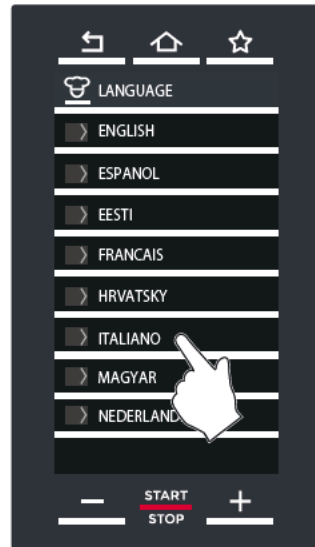 LANGUAGE
ENGLISH
ESPANOL
EESTI
FRANCAIS
HRVATSKY
ITALIANO
MAGYAR
NEDERLAND
START
STOP